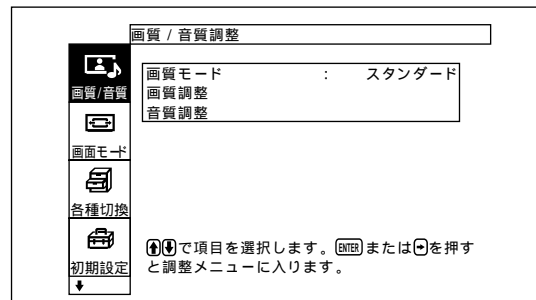 画質 / 音質調整
画質/音質
画面モード
各種切換
初期設定
画質モード : スタンダード
画質調整
音質調整
で項目を選択します。ENTERまたはを押す
と調整メニューに入ります。